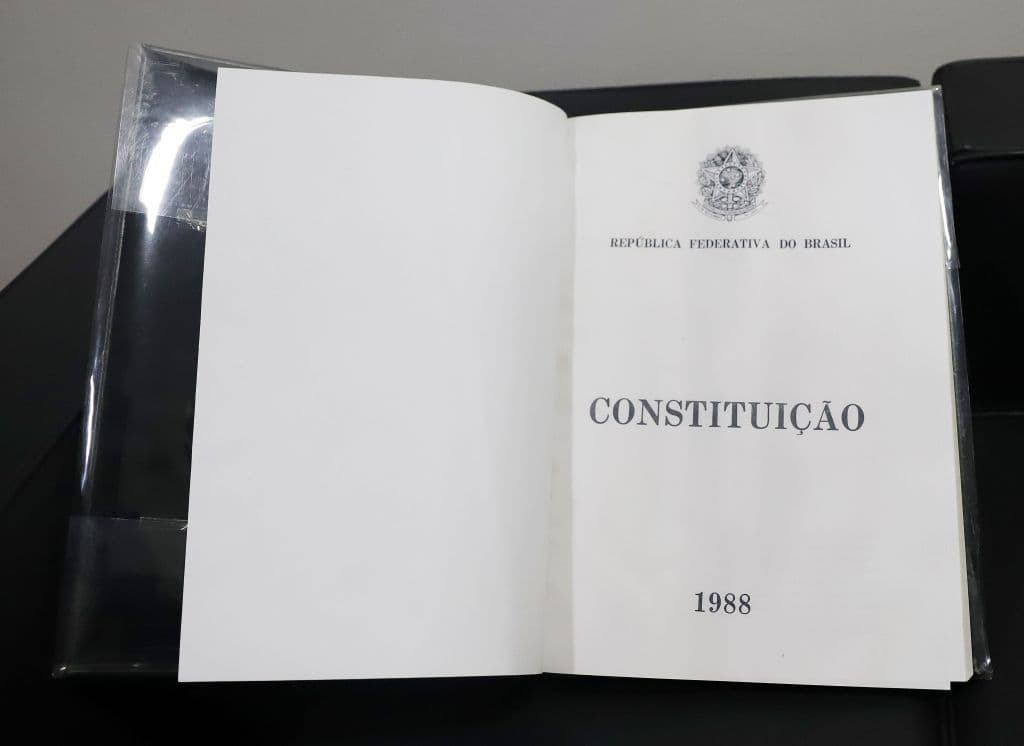 REPÚBLICA FEDERATIVA DO BRASIL
CONSTITUIÇÃO
1988